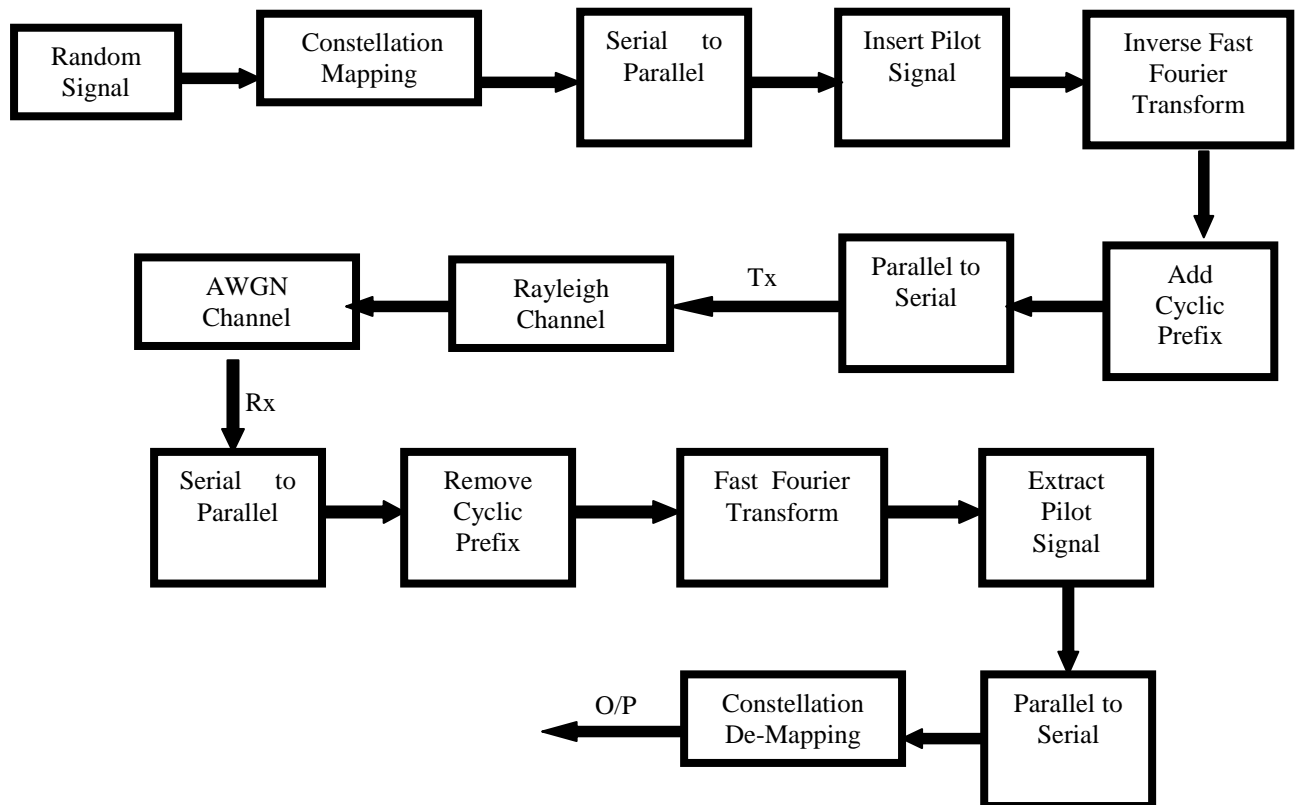 Random
Signal
Constellation
Mapping
Serial to
Parallel
Insert Pilot
Signal
Inverse Fast
Fourier
Transform
AWGN
Channel
Rayleigh
Channel
Tx
Parallel to
Serial
Add
Cyclic
Prefix
Rx
Serial to
Parallel
Remove
Cyclic
Prefix
Fast Fourier
Transform
Extract
Pilot
Signal
O/P
Constellation
De-Mapping
Parallel to
Serial